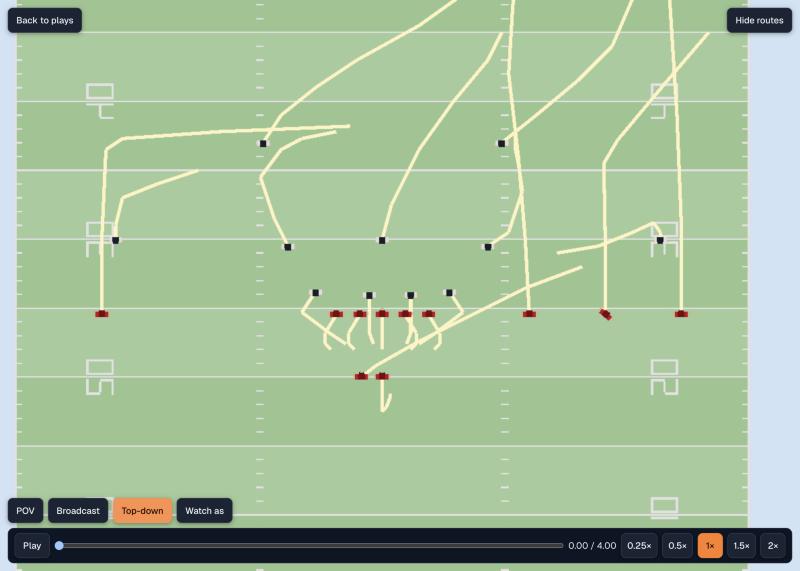 Back to plays
Hide routes
POV
Broadcast
Top-down
Watch as
Play
0.00 / 4.00
0.25×
0.5×
1×
1.5×
2×